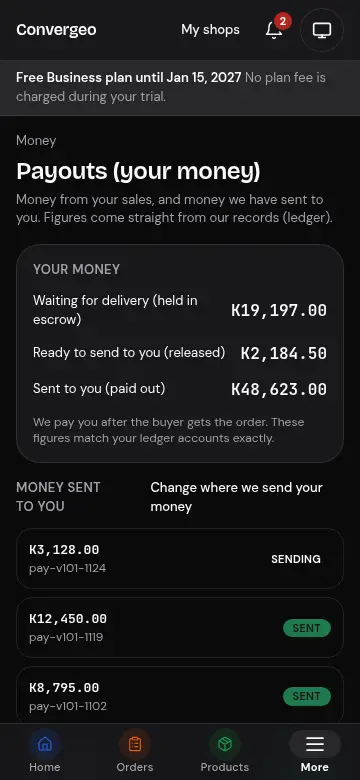 Convergeo
My shops
2
Free Business plan until Jan 15, 2027 No plan fee is
charged during your trial.
Money
Payouts (your money)
Money from your sales, and money we have sent to
you. Figures come straight from our records (ledger).
YOUR MONEY
Waiting for delivery (held in
escrow)
K19,197.00
Ready to send to you (released)
K2,184.50
Sent to you (paid out)
K48,623.00
We pay you after the buyer gets the order. These
figures match your ledger accounts exactly.
MONEY SENT
TO YOU
Change where we send your
money
K3,128.00
pay-v101-1124
SENDING
K12,450.00
pay-v101-1119
SENT
K8,795.00
pay-v101-1102
SENT
Home
Orders
Products
More